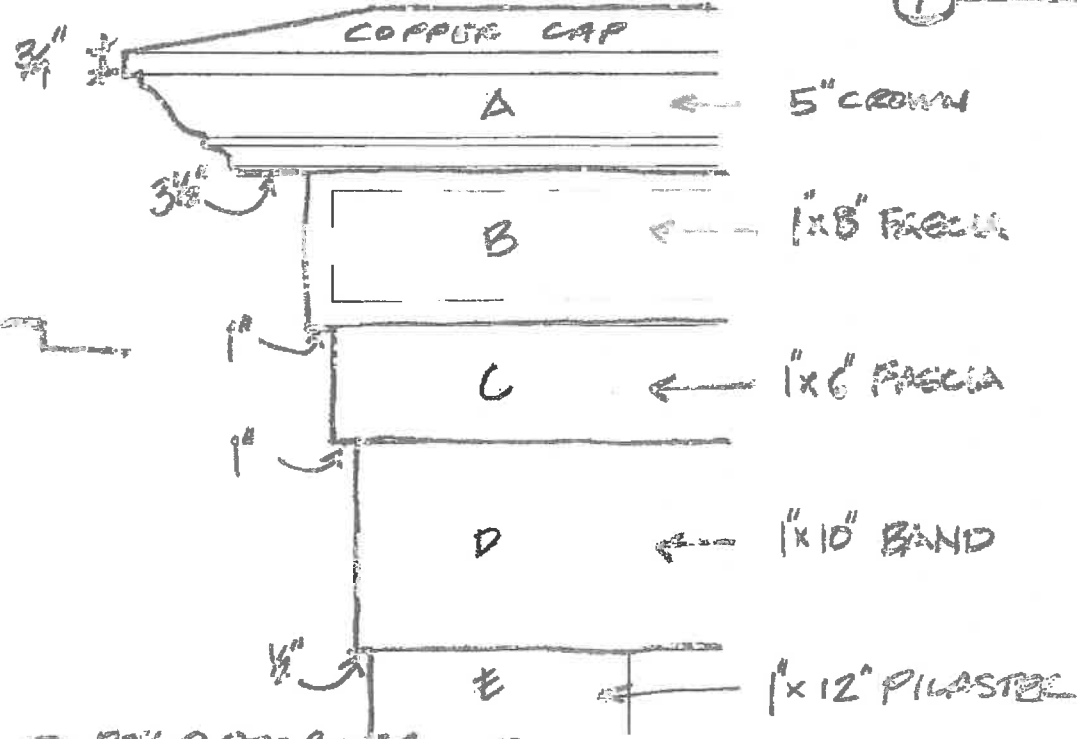 COPPER CAP
3/4"
A
5" CROWN
3 1/2"
B
1"x8" FASCIA
1"
C
1"x6" FASCIA
1"
D
1"x10" BAND
1/2"
E
1"x12" PILASTER